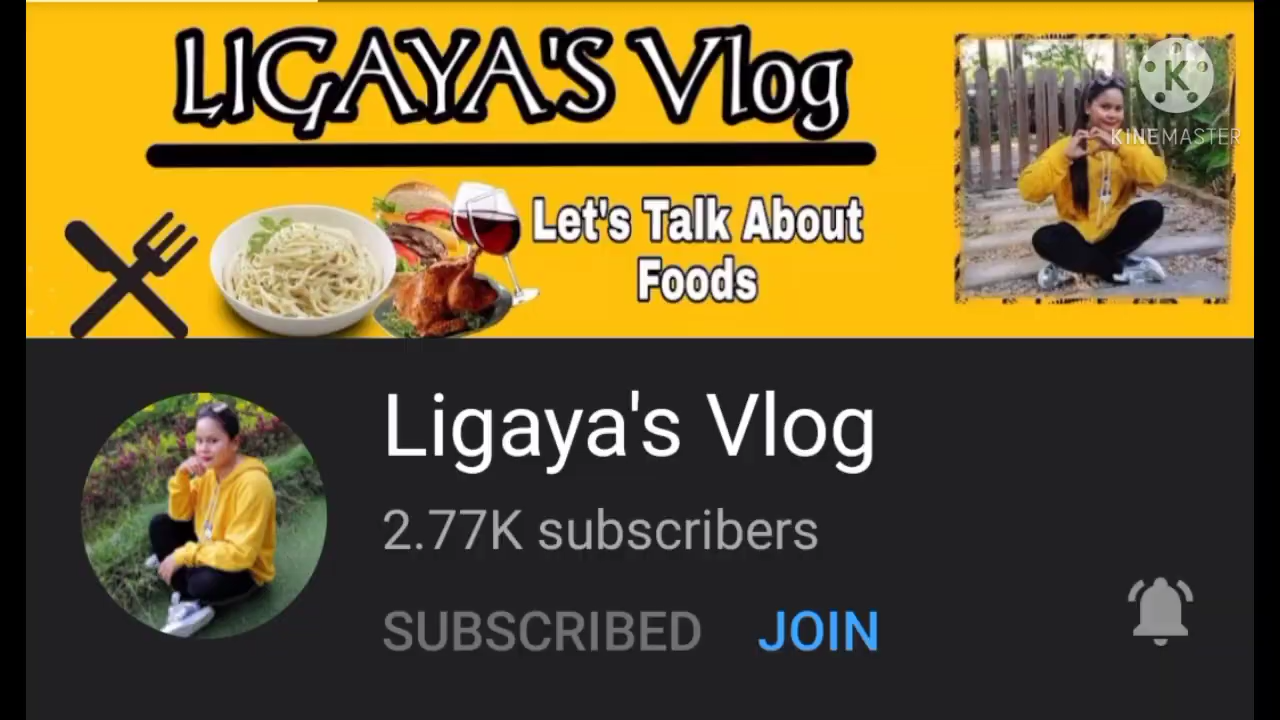 LIGAYA'S Vlog
K
KINEMASTER
Let's Talk About
Foods
Ligaya's Vlog
2.77K subscribers
SUBSCRIBED JOIN